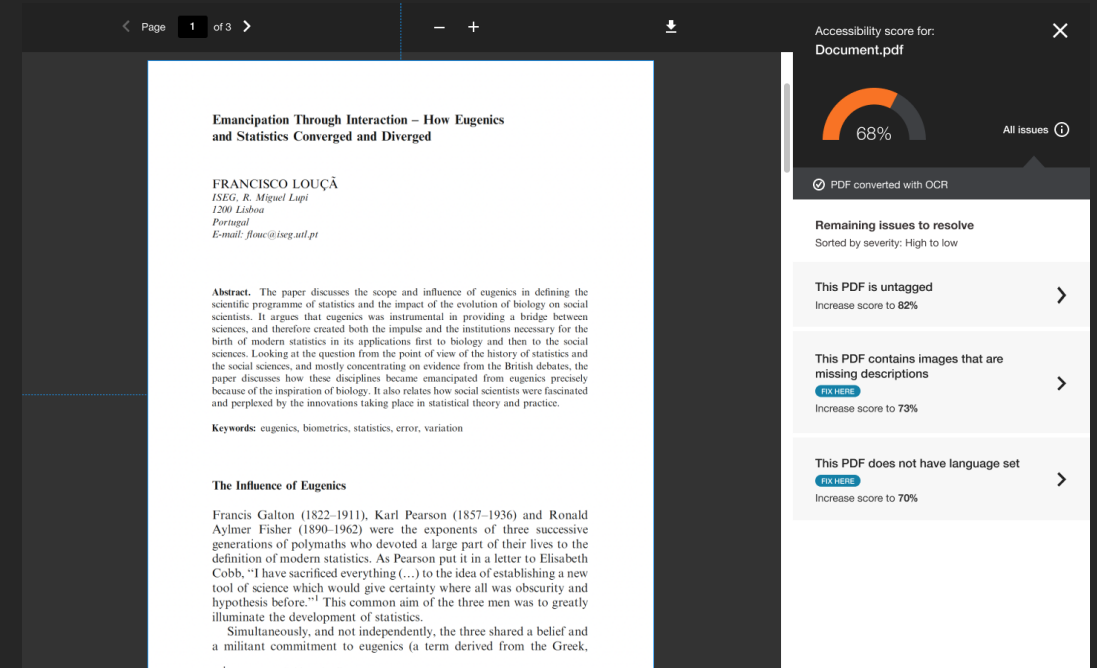 Page 1 of 3
Emancipation Through Interaction – How Eugenics
and Statistics Converged and Diverged
FRANCISCO LOUÇÃ
ISEG, R. Miguel Lupi
1200 Lisboa
Portugal
E-mail: flouc@iseg.utl.pt
Abstract. The paper discusses the scope and influence of eugenics in defining the
scientific programme of statistics and the impact of the evolution of biology on social
scientists. It argues that eugenics was instrumental in providing a bridge between
sciences, and therefore created both the impulse and the institutions necessary for the
birth of modern statistics in its applications first to biology and then to the social
sciences. Looking at the question from the point of view of the history of statistics and
the social sciences, and mostly concentrating on evidence from the British debates, the
paper discusses how these disciplines became emancipated from eugenics precisely
because of the inspiration of biology. It also relates how social scientists were fascinated
and perplexed by the innovations taking place in statistical theory and practice.
Keywords: eugenics, biometrics, statistics, error, variation
The Influence of Eugenics
Francis Galton (1822–1911), Karl Pearson (1857–1936) and Ronald
Aylmer Fisher (1890–1962) were the exponents of three successive
generations of polymaths who devoted a large part of their lives to the
definition of modern statistics. As Pearson put it in a letter to Elisabeth
Cobb, “I have sacrificed everything (...) to the idea of establishing a new
tool of science which would give certainty where all was obscurity and
hypothesis before.”1 This common aim of the three men was to greatly
illuminate the development of statistics.
Simultaneously, and not independently, the three shared a belief and
a militant commitment to eugenics (a term derived from the Greek,
Accessibility score for:
Document.pdf
68%
All issues
PDF converted with OCR
Remaining issues to resolve
Sorted by severity: High to low
This PDF is untagged
Increase score to 82%
This PDF contains images that are
missing descriptions
FIX HERE
Increase score to 73%
This PDF does not have language set
FIX HERE
Increase score to 70%